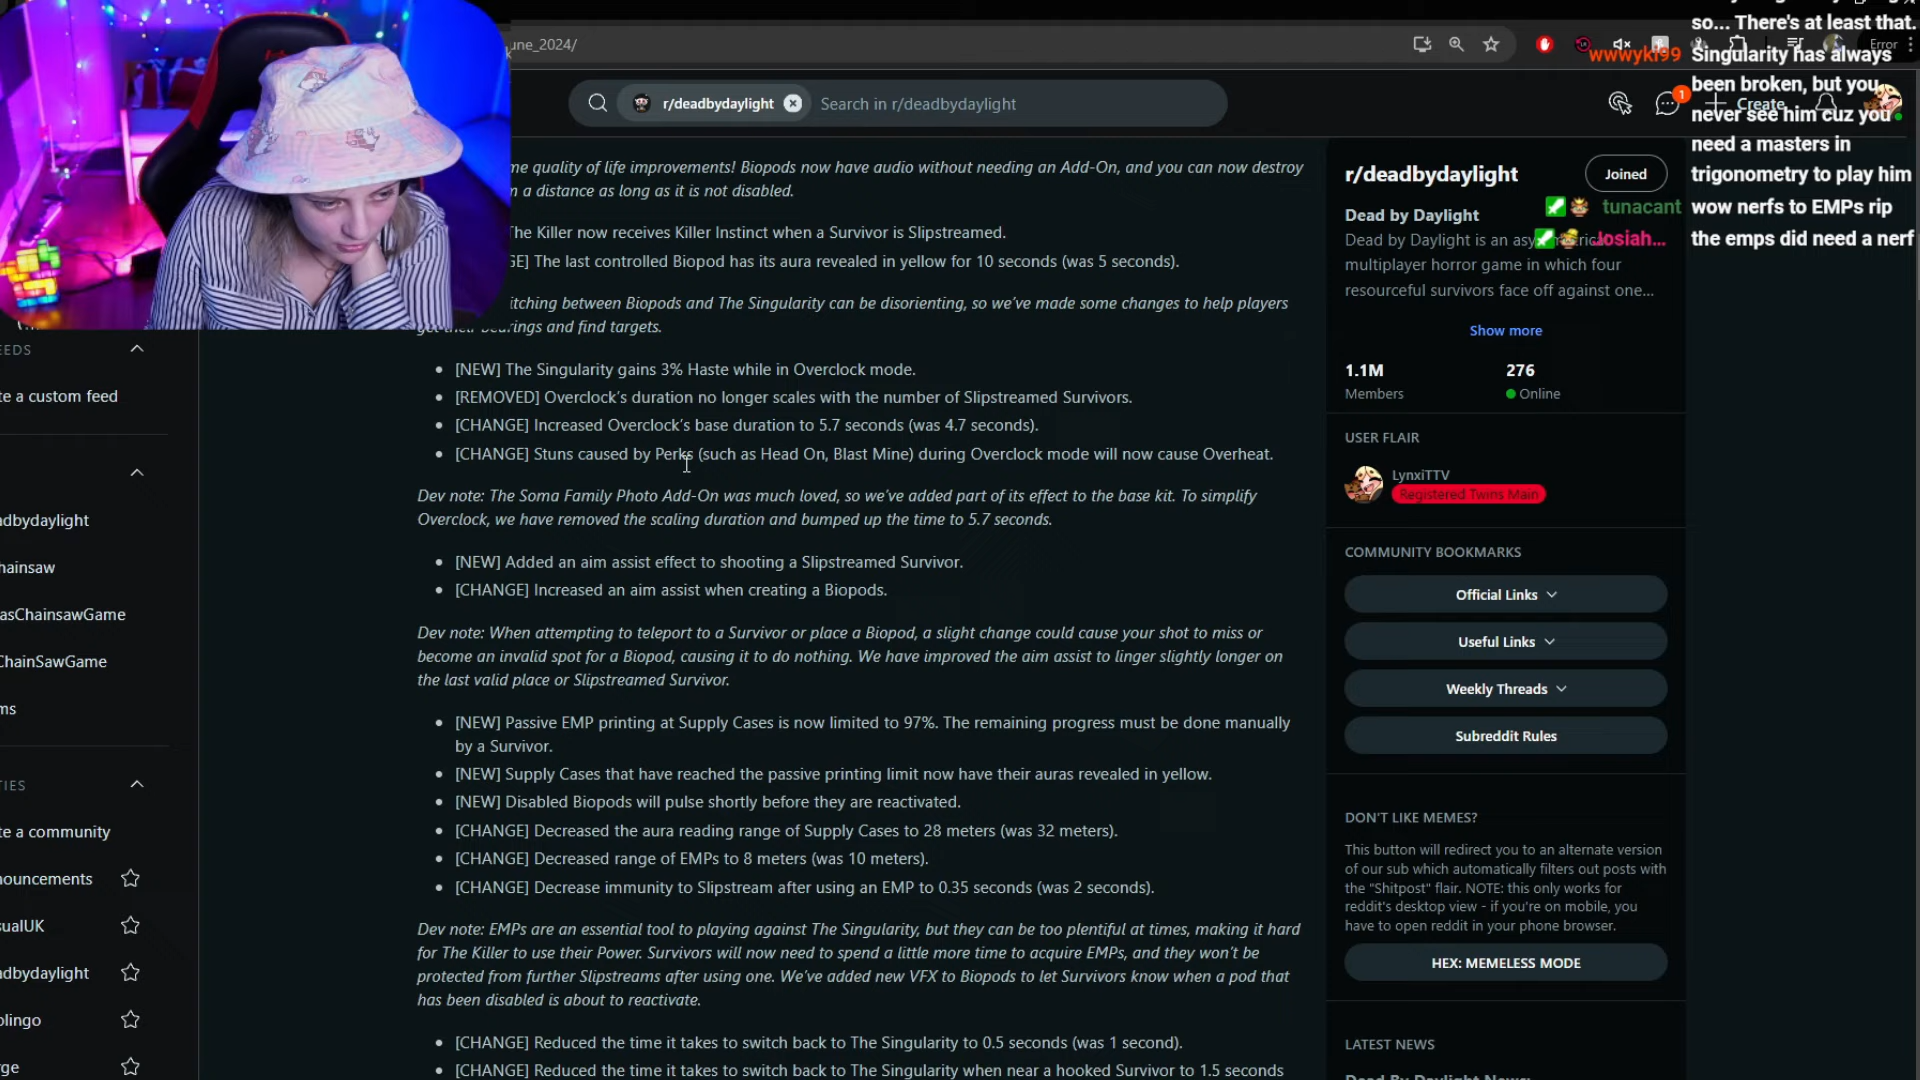 une_2024/
Error
r/deadbydaylight
Search in r/deadbydaylight
1
Create
so... There's at least that.
wwwyki99 Singularity has always
been broken, but you
never see him cuz you
need a masters in
trigonometry to play him
tunacant wow nerfs to EMPs rip
Josiah... the emps did need a nerf
me quality of life improvements! Biopods now have audio without needing an Add-On, and you can now destroy
a distance as long as it is not disabled.
The Killer now receives Killer Instinct when a Survivor is Slipstreamed.
GE] The last controlled Biopod has its aura revealed in yellow for 10 seconds (was 5 seconds).
itching between Biopods and The Singularity can be disorienting, so we've made some changes to help players
get their bearings and find targets.
• [NEW] The Singularity gains 3% Haste while in Overclock mode.
• [REMOVED] Overclock's duration no longer scales with the number of Slipstreamed Survivors.
• [CHANGE] Increased Overclock's base duration to 5.7 seconds (was 4.7 seconds).
• [CHANGE] Stuns caused by Perks (such as Head On, Blast Mine) during Overclock mode will now cause Overheat.
Dev note: The Soma Family Photo Add-On was much loved, so we've added part of its effect to the base kit. To simplify
Overclock, we have removed the scaling duration and bumped up the time to 5.7 seconds.
• [NEW] Added an aim assist effect to shooting a Slipstreamed Survivor.
• [CHANGE] Increased an aim assist when creating a Biopods.
Dev note: When attempting to teleport to a Survivor or place a Biopod, a slight change could cause your shot to miss or
become an invalid spot for a Biopod, causing it to do nothing. We have improved the aim assist to linger slightly longer on
the last valid place or Slipstreamed Survivor.
• [NEW] Passive EMP printing at Supply Cases is now limited to 97%. The remaining progress must be done manually
by a Survivor.
• [NEW] Supply Cases that have reached the passive printing limit now have their auras revealed in yellow.
• [NEW] Disabled Biopods will pulse shortly before they are reactivated.
• [CHANGE] Decreased the aura reading range of Supply Cases to 28 meters (was 32 meters).
• [CHANGE] Decreased range of EMPs to 8 meters (was 10 meters).
• [CHANGE] Decrease immunity to Slipstream after using an EMP to 0.35 seconds (was 2 seconds).
Dev note: EMPs are an essential tool to playing against The Singularity, but they can be too plentiful at times, making it hard
for The Killer to use their Power. Survivors will now need to spend a little more time to acquire EMPs, and they won't be
protected from further Slipstreams after using one. We've added new VFX to Biopods to let Survivors know when a pod that
has been disabled is about to reactivate.
• [CHANGE] Reduced the time it takes to switch back to The Singularity to 0.5 seconds (was 1 second).
• [CHANGE] Reduced the time it takes to switch back to The Singularity when near a hooked Survivor to 1.5 seconds
EEDS
te a custom feed
adbydaylight
hainsaw
asChainsawGame
ChainSawGame
ms
TIES
te a community
nouncements
sualUK
adbydaylight
olingo
rge
r/deadbydaylight
Joined
Dead by Daylight
Dead by Daylight is an
multiplayer horror game in which four
resourceful survivors face off against one...
Show more
1.1M
Members
276
Online
USER FLAIR
LynxiTTV
Registered Twins Main
COMMUNITY BOOKMARKS
Official Links
Useful Links
Weekly Threads
Subreddit Rules
DON'T LIKE MEMES?
This button will redirect you to an alternate version
of our sub which automatically filters out posts with
the "Shitpost" flair. NOTE: this only works for
reddit's desktop view - if you're on mobile, you
have to open reddit in your phone browser.
HEX: MEMELESS MODE
LATEST NEWS
Dead By Daylight News: